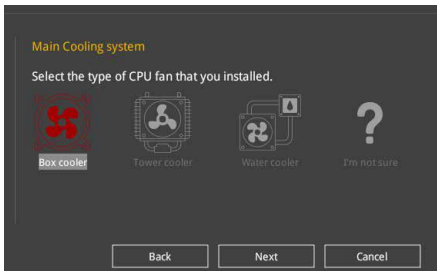 Main Cooling system
Select the type of CPU fan that you installed.
Box cooler Tower cooler Water cooler I'm not sure
Back Next Cancel